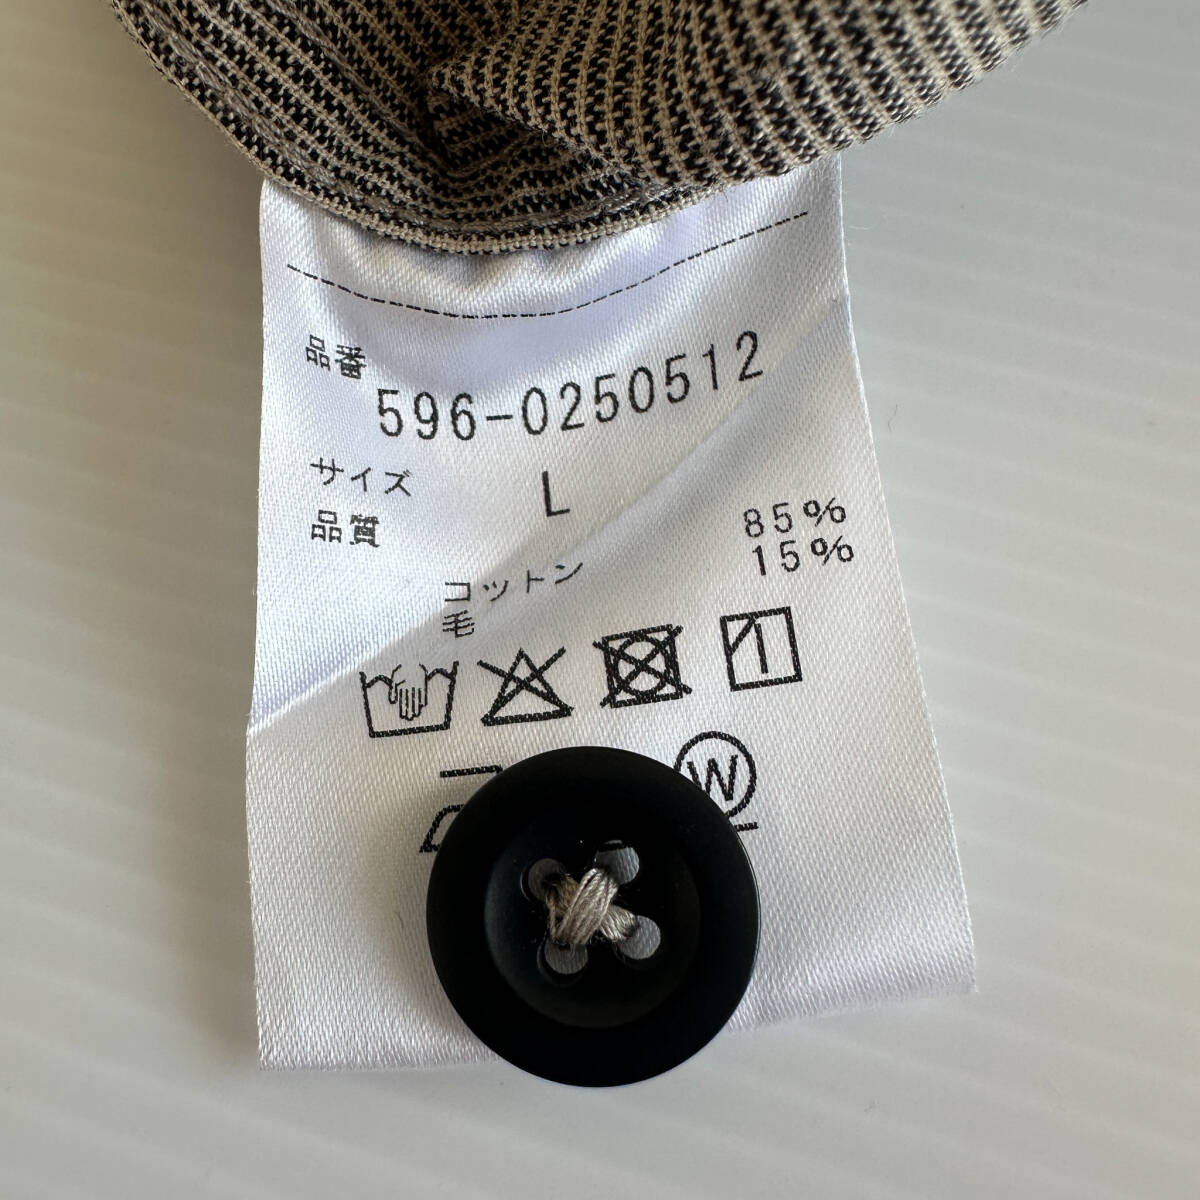 品番
596-0250512
サイズ L
品質
コットン 85%
毛 15%
W